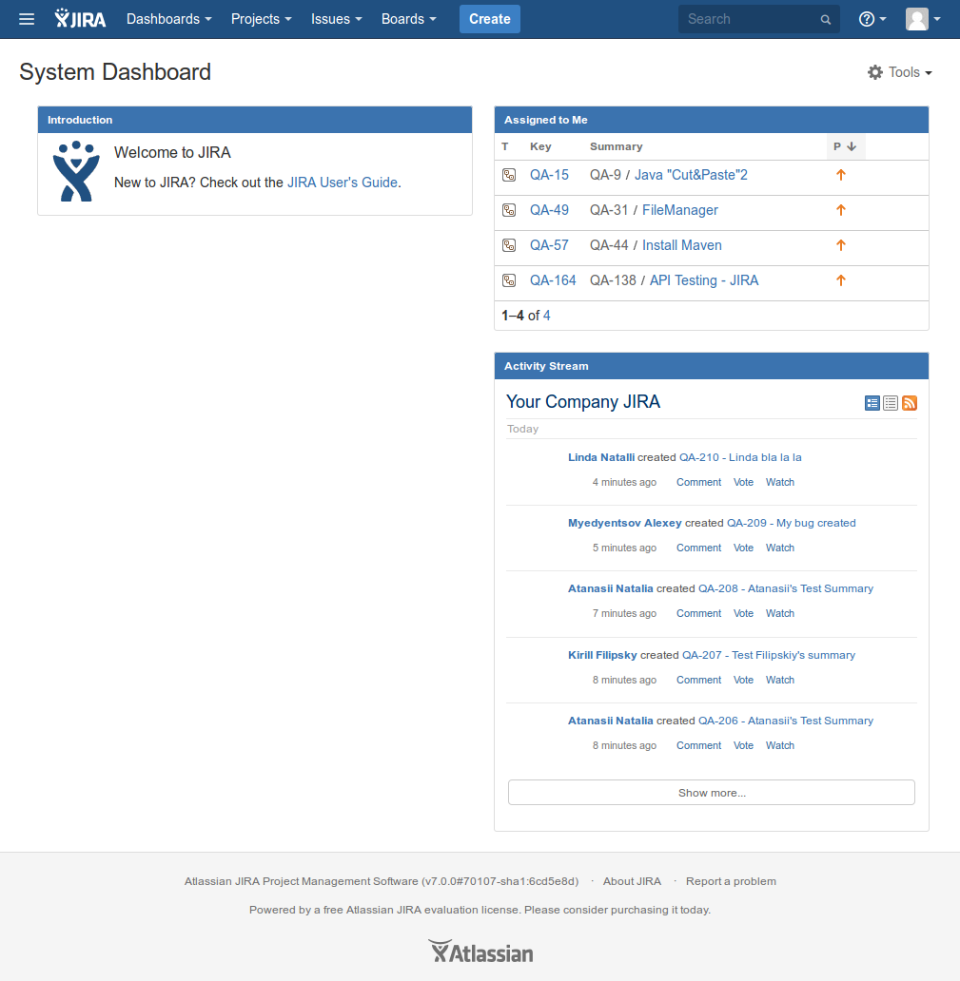 JIRA Dashboards Projects Issues Boards Create Search
System Dashboard Tools
Introduction
Welcome to JIRA
New to JIRA? Check out the JIRA User's Guide.
Assigned to Me
T Key Summary P
QA-15 QA-9 / Java "Cut&Paste"2
QA-49 QA-31 / FileManager
QA-57 QA-44 / Install Maven
QA-164 QA-138 / API Testing - JIRA
1–4 of 4
Activity Stream
Your Company JIRA
Today
Linda Natalli created QA-210 - Linda bla la la
4 minutes ago Comment Vote Watch
Myedyentsov Alexey created QA-209 - My bug created
5 minutes ago Comment Vote Watch
Atanasii Natalia created QA-208 - Atanasii's Test Summary
7 minutes ago Comment Vote Watch
Kirill Filipsky created QA-207 - Test Filipskiy's summary
8 minutes ago Comment Vote Watch
Atanasii Natalia created QA-206 - Atanasii's Test Summary
8 minutes ago Comment Vote Watch
Show more...
Atlassian JIRA Project Management Software (v7.0.0#70107-sha1:6cd5e8d) · About JIRA · Report a problem
Powered by a free Atlassian JIRA evaluation license. Please consider purchasing it today.
Atlassian